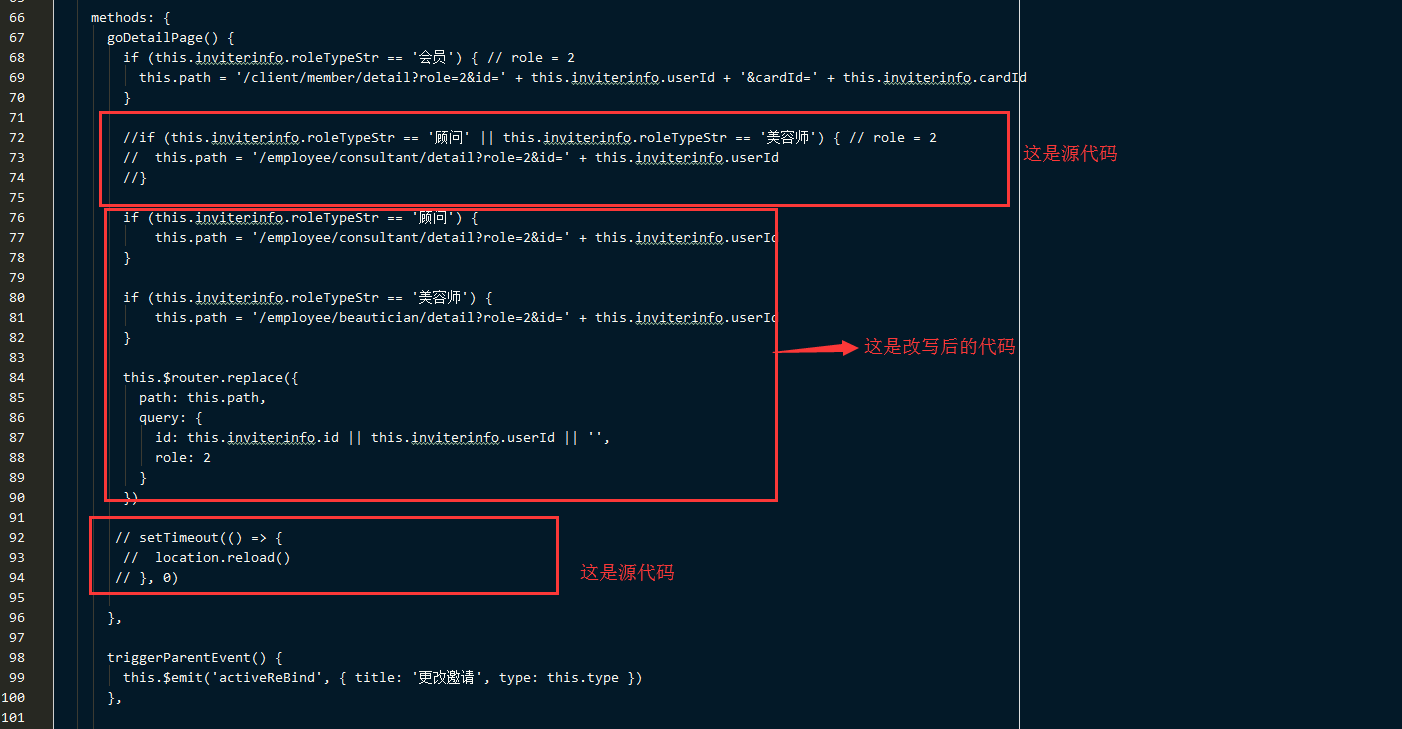 66 methods: {
67 goDetailPage() {
68 if (this.inviterinfo.roleTypeStr == '会员') { // role = 2
69 this.path = '/client/member/detail?role=2&id=' + this.inviterinfo.userId + '&cardId=' + this.inviterinfo.cardId
70 }
71
72 //if (this.inviterinfo.roleTypeStr == '顾问' || this.inviterinfo.roleTypeStr == '美容师') { // role = 2
73 // this.path = '/employee/consultant/detail?role=2&id=' + this.inviterinfo.userId
这是源代码
74 //}
75
76 if (this.inviterinfo.roleTypeStr == '顾问') {
77 this.path = '/employee/consultant/detail?role=2&id=' + this.inviterinfo.userId
78 }
79
80 if (this.inviterinfo.roleTypeStr == '美容师') {
81 this.path = '/employee/beautician/detail?role=2&id=' + this.inviterinfo.userId
82 }
这是改写后的代码
83
84 this.$router.replace({
85 path: this.path,
86 query: {
87 id: this.inviterinfo.id || this.inviterinfo.userId || '',
88 role: 2
89 }
90 })
91
92 // setTimeout(() => {
93 // location.reload()
94 // }, 0)
这是源代码
95
96 },
97
98 triggerParentEvent() {
99 this.$emit('activeReBind', { title: '更改邀请', type: this.type })
100 },
101